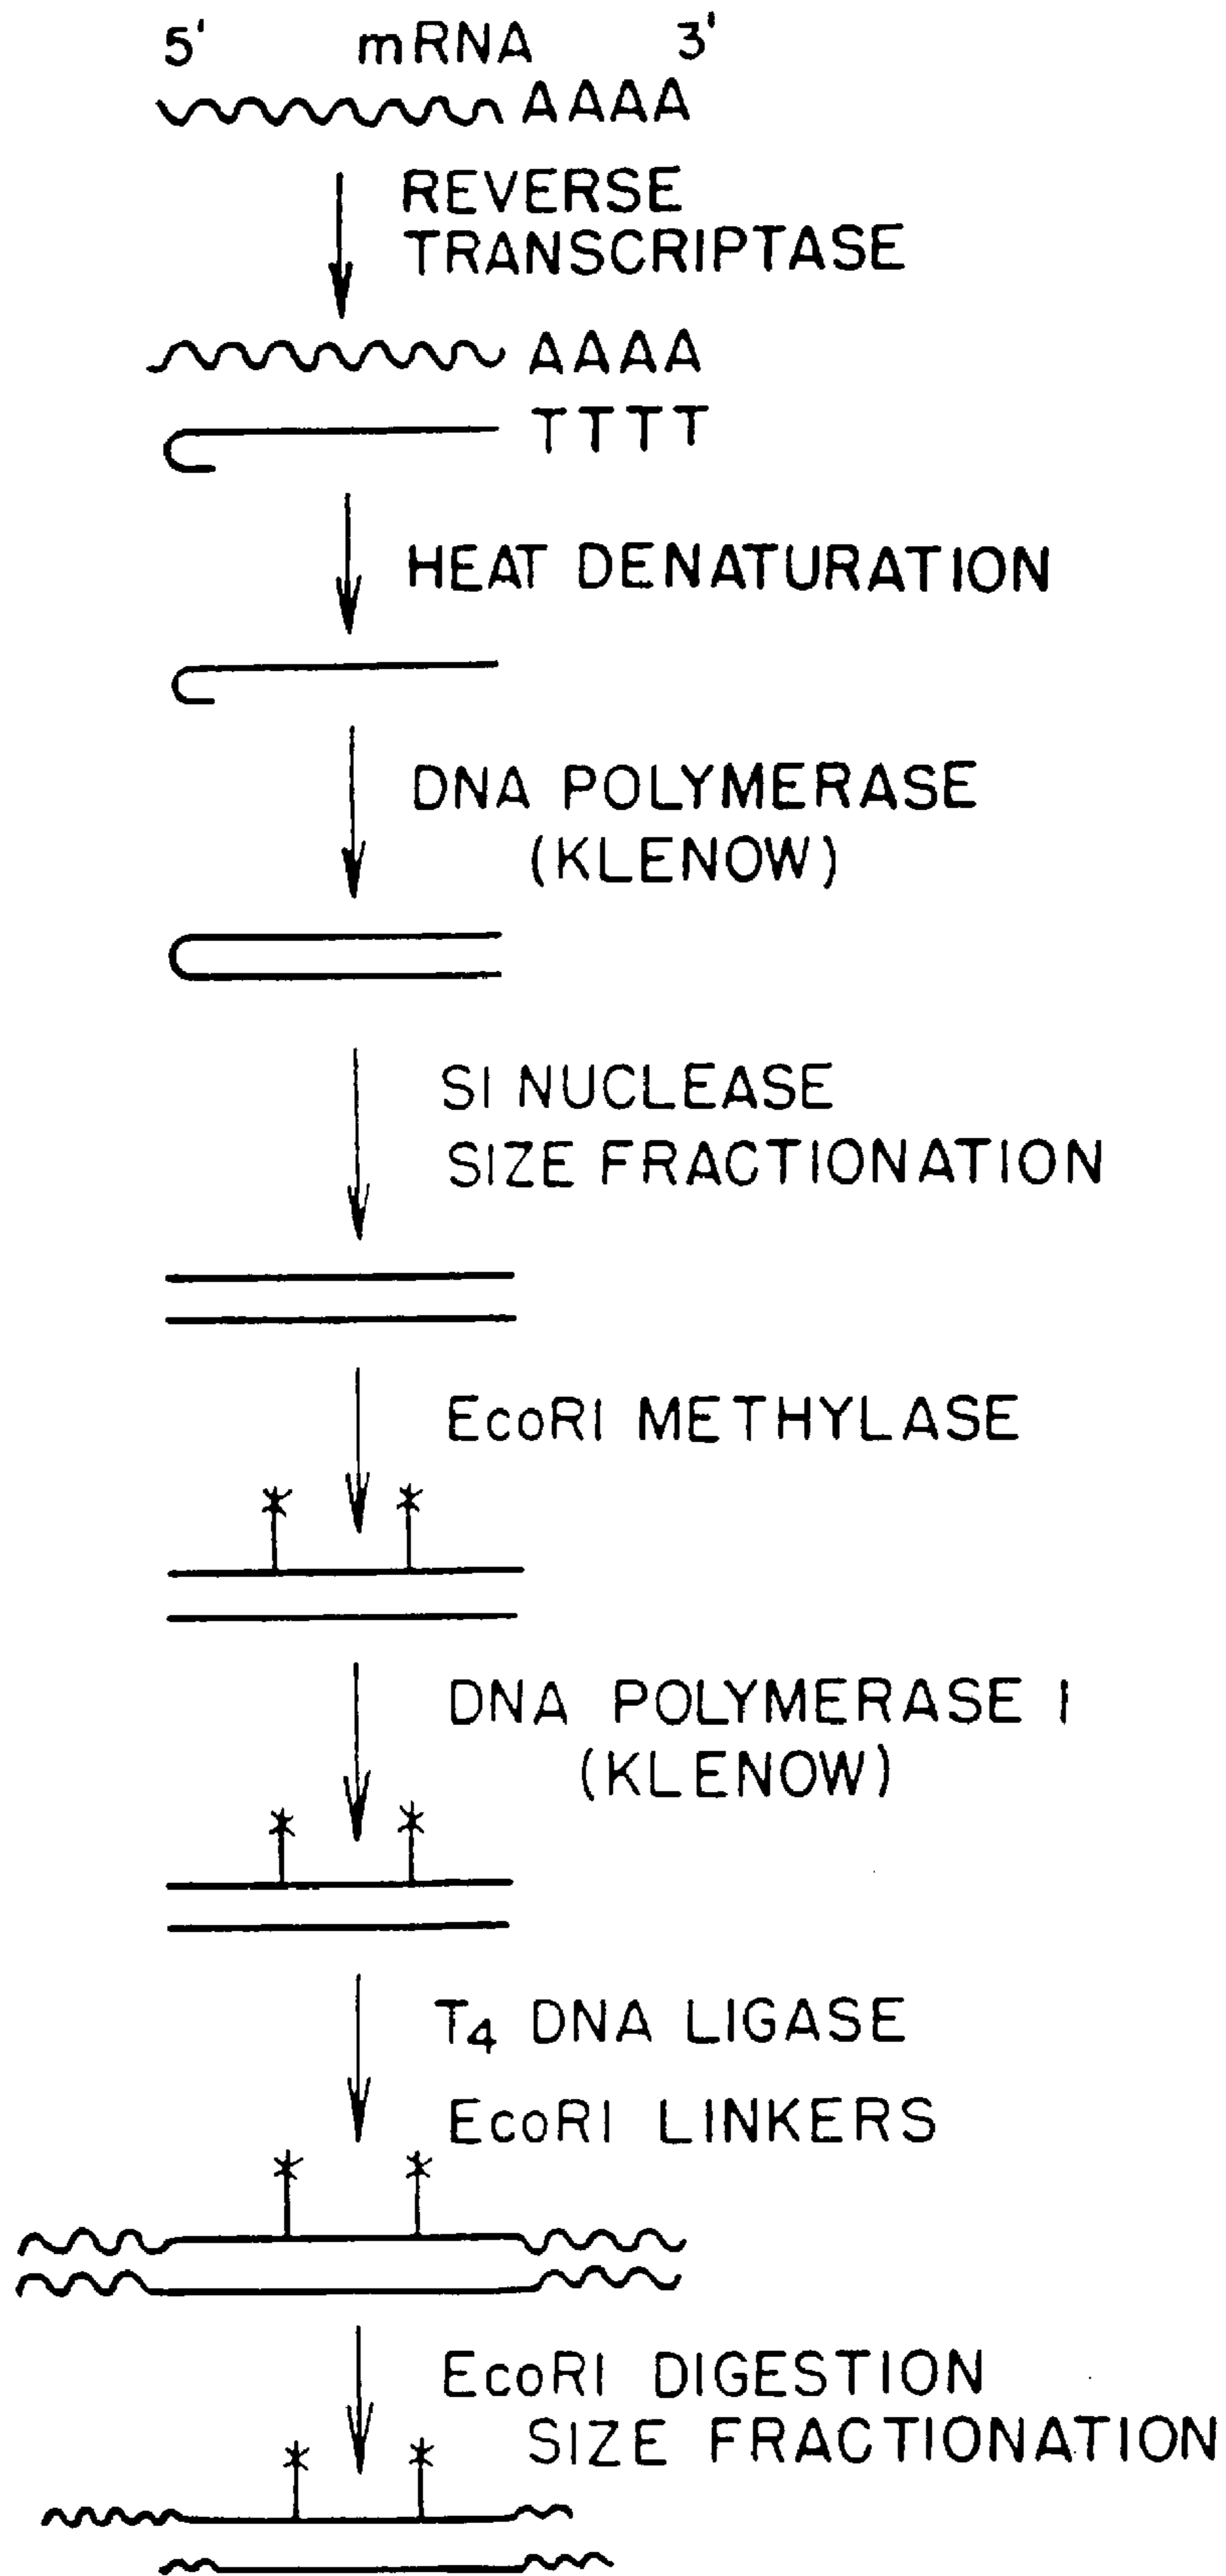 5' mRNA 3'
AAAA
REVERSE
TRANSCRIPTASE
AAAA
TTTT
HEAT DENATURATION
DNA POLYMERASE
(KLENOW)
SI NUCLEASE
SIZE FRACTIONATION
EcoRI METHYLASE
DNA POLYMERASE I
(KLENOW)
T4 DNA LIGASE
EcoRI LINKERS
EcoRI DIGESTION
SIZE FRACTIONATION